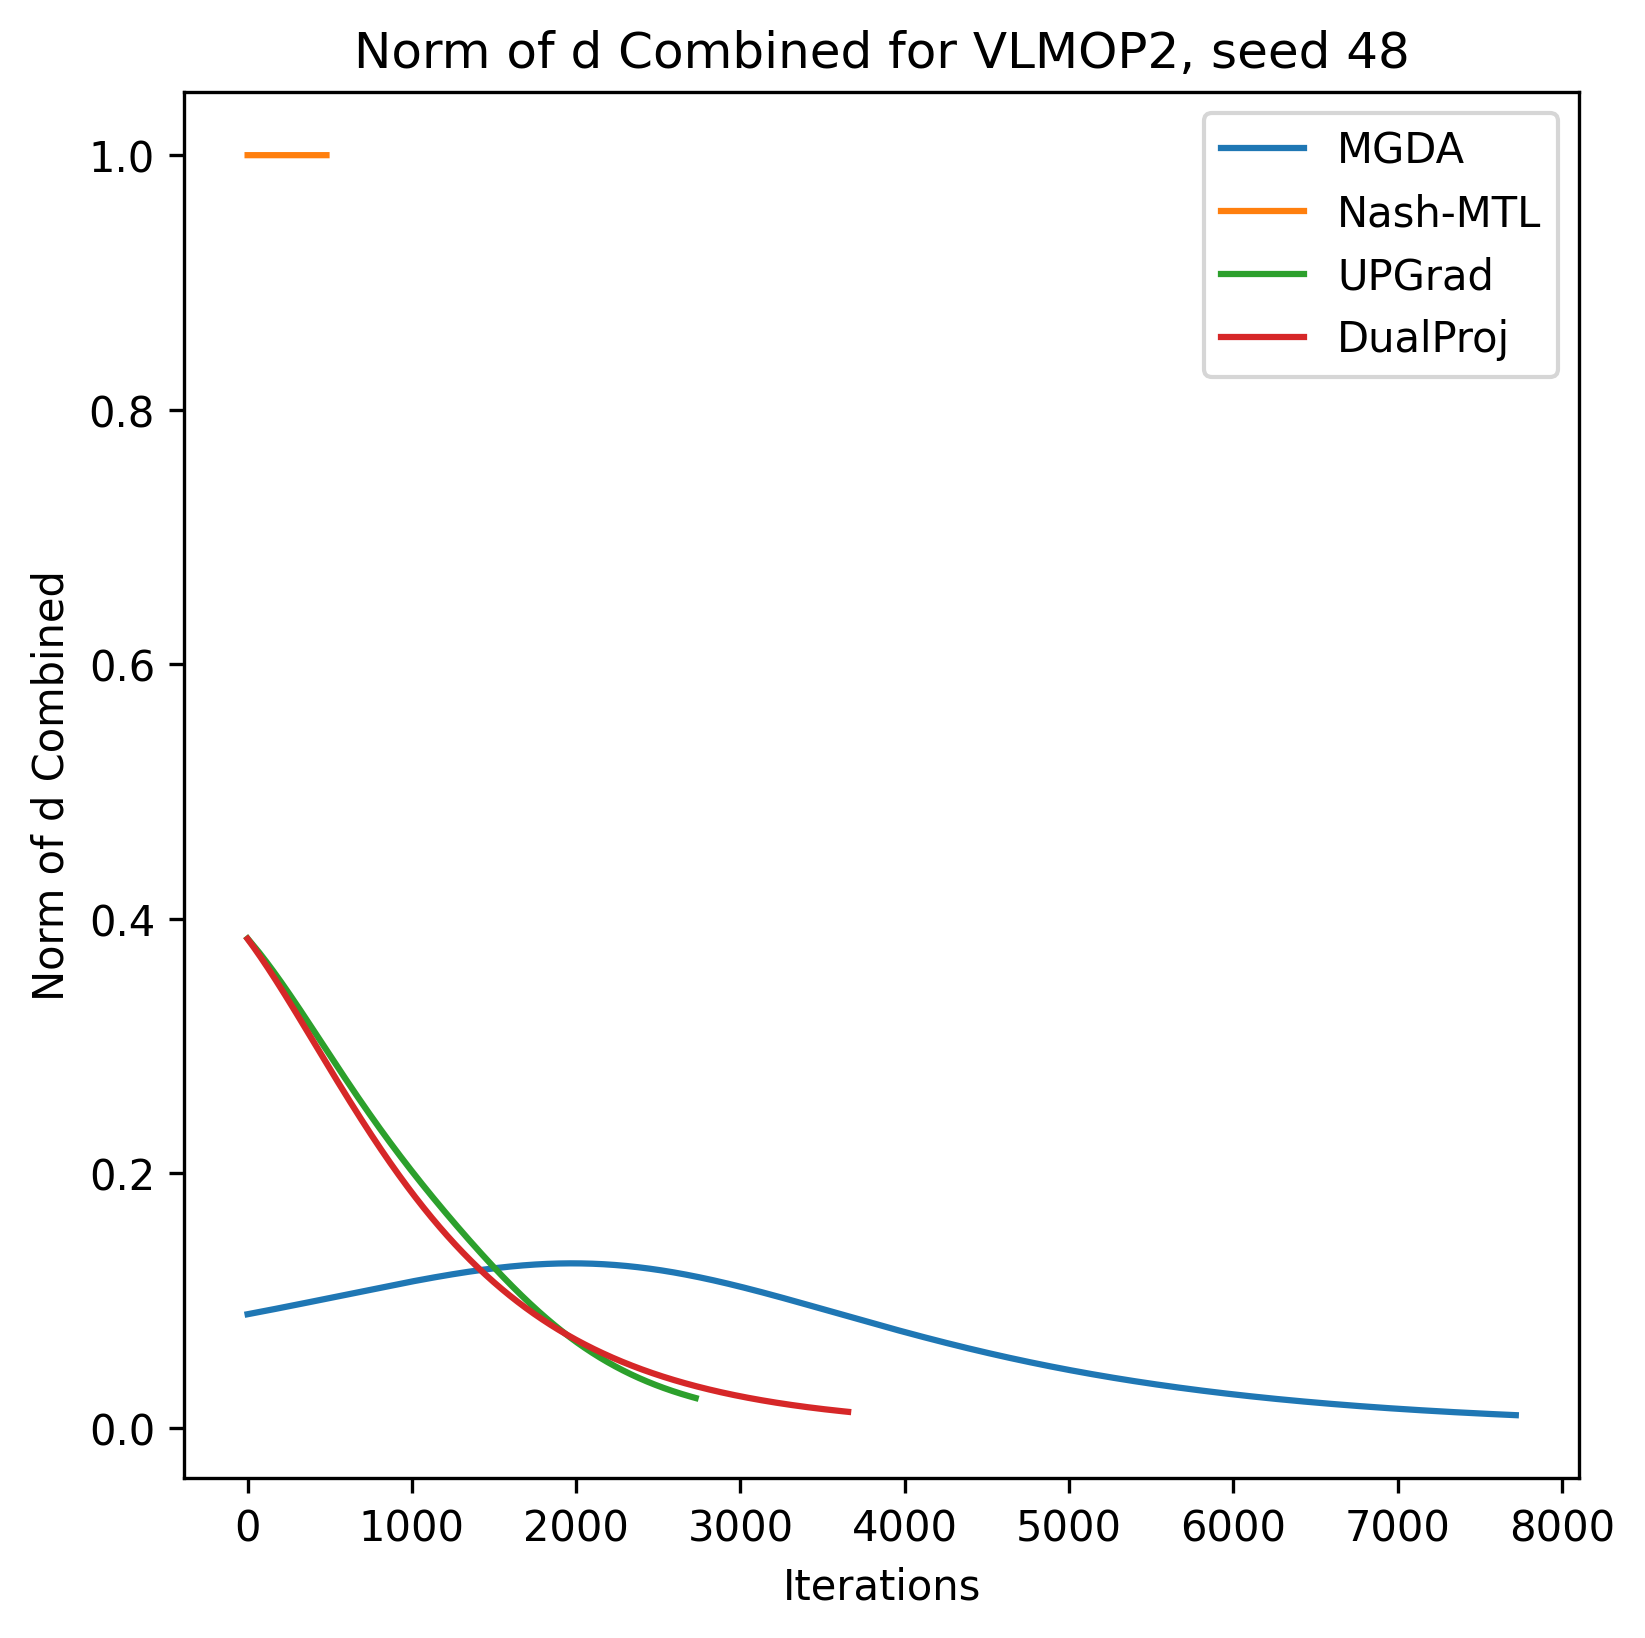 Norm of d Combined for VLMOP2, seed 48
MGDA
Nash-MTL
UPGrad
DualProj
1.0
0.8
0.6
0.4
0.2
0.0
Norm of d Combined
0 1000 2000 3000 4000 5000 6000 7000 8000
Iterations